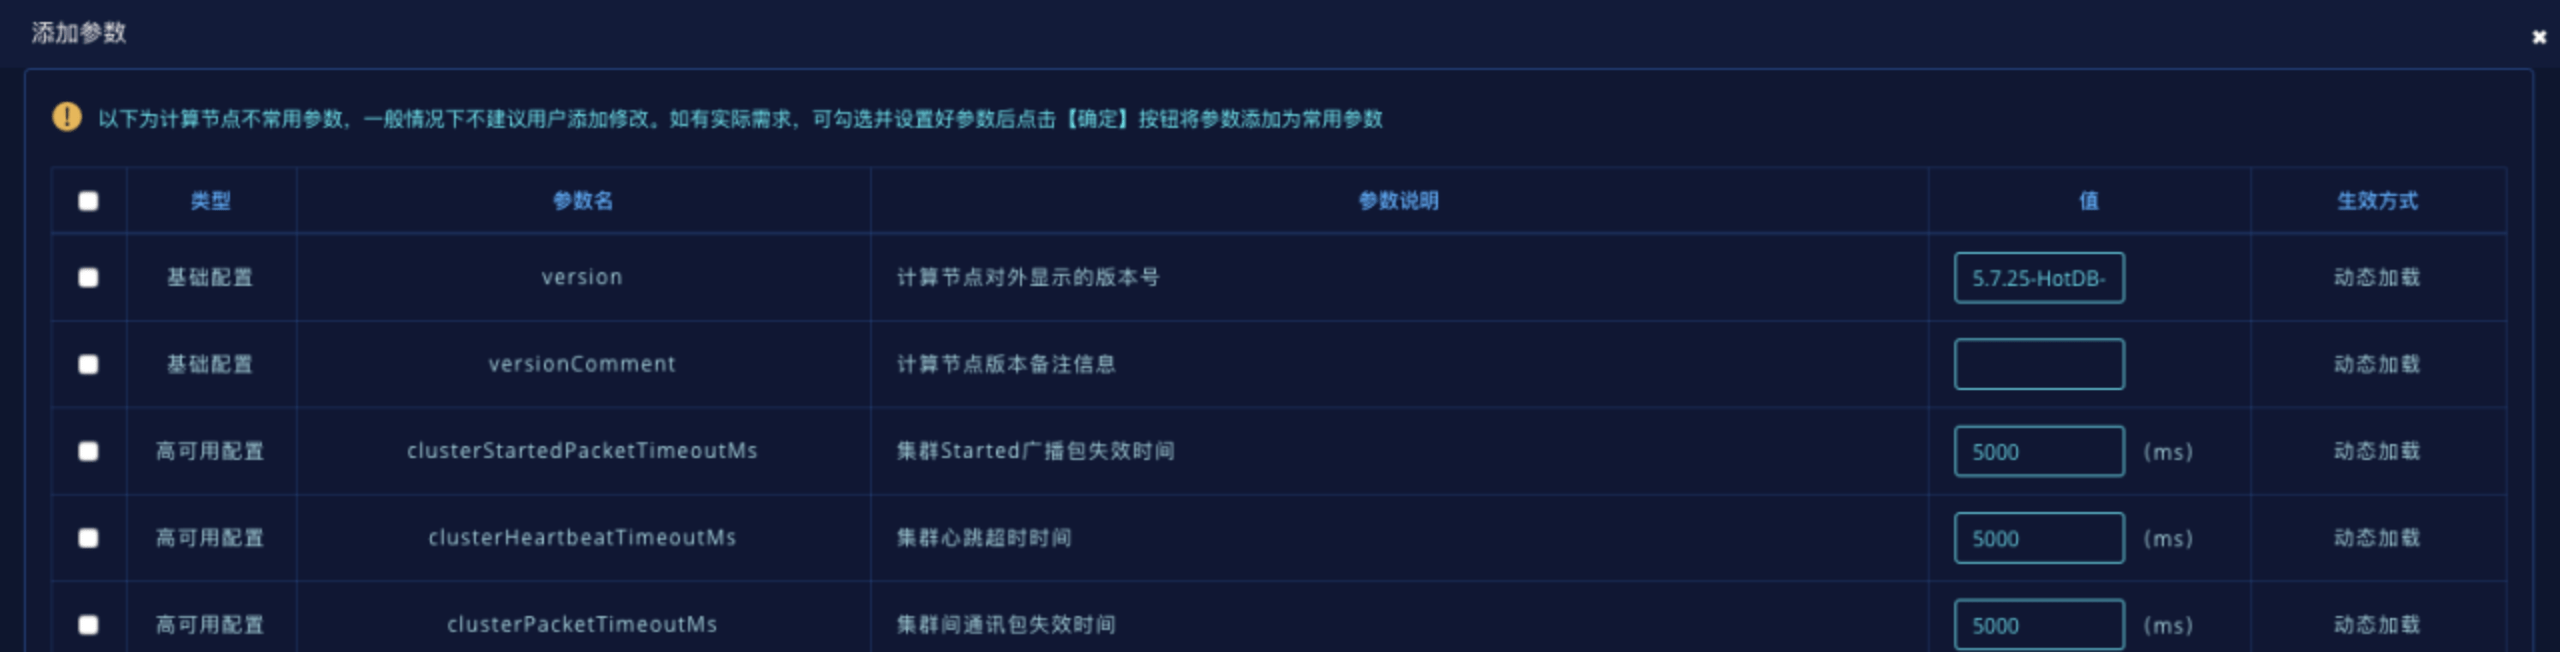 添加参数
以下为计算节点不常用参数，一般情况下不建议用户添加修改。如有实际需求，可勾选并设置好参数后点击【确定】按钮将参数添加为常用参数
类型 参数名 参数说明 值 生效方式
基础配置 version 计算节点对外显示的版本号 5.7.25-HotDB- 动态加载
基础配置 versionComment 计算节点版本备注信息 动态加载
高可用配置 clusterStartedPacketTimeoutMs 集群Started广播包失效时间 5000 (ms) 动态加载
高可用配置 clusterHeartbeatTimeoutMs 集群心跳超时时间 5000 (ms) 动态加载
高可用配置 clusterPacketTimeoutMs 集群间通讯包失效时间 5000 (ms) 动态加载